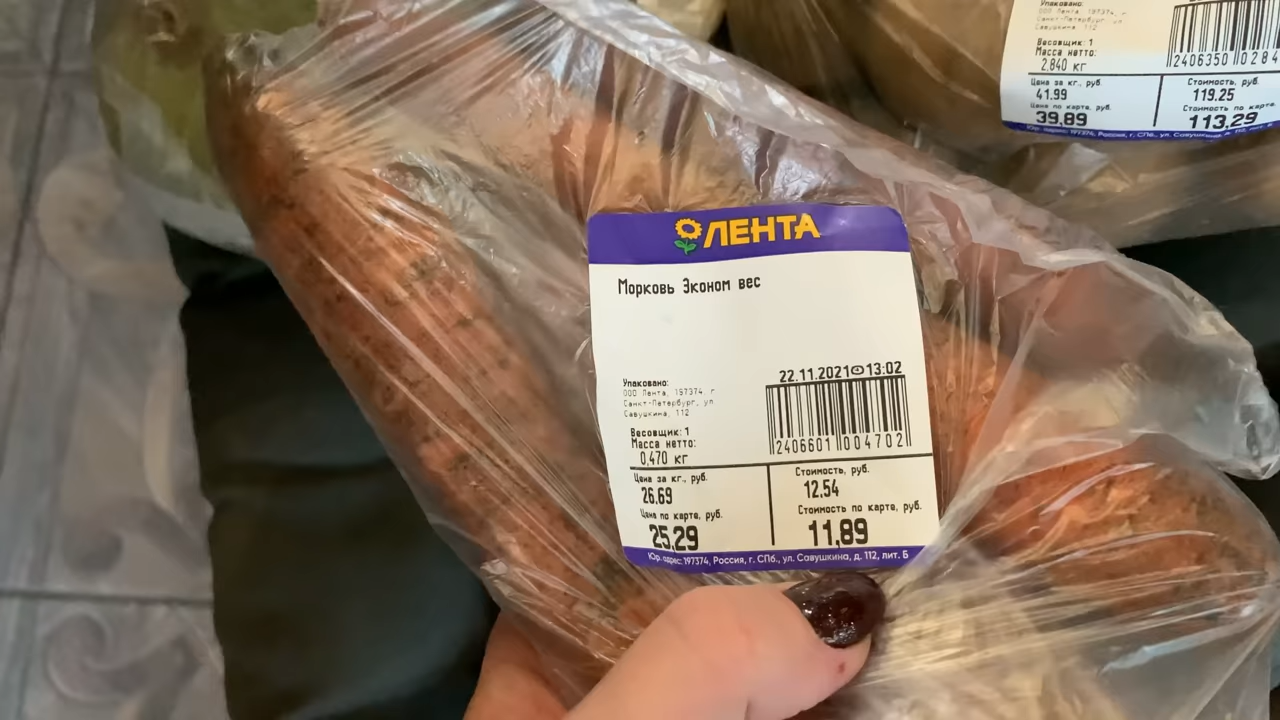 ЛЕНТА
Морковь Эконом вес
22.11.2021 13:02
Упаковано:
ООО Лента, 197374, г
Санкт-Петербург, ул
Савушкина, 112
Весовщик: 1
Масса нетто:
0,470 кг
2406601 004702
Цена за кг., руб.
26,69
Стоимость, руб.
12.54
Цена по карте, руб.
25,29
Стоимость по карте, руб.
11,89
Юр. адрес: 197374, Россия, г. СПб., ул. Савушкина, д. 112, лит. Б
Упаковано:
ООО Лента, 197374, г
Санкт-Петербург, ул
Савушкина, 112
Весовщик: 1
Масса нетто:
2,840 кг
2406350 0284
Цена за кг., руб.
41,99
Стоимость, руб.
119.25
Цена по карте, руб.
39,89
Стоимость по карте,
113,29
Юр. адрес: 197374, Россия, г. СПб., ул. Савушкина, д. 112,